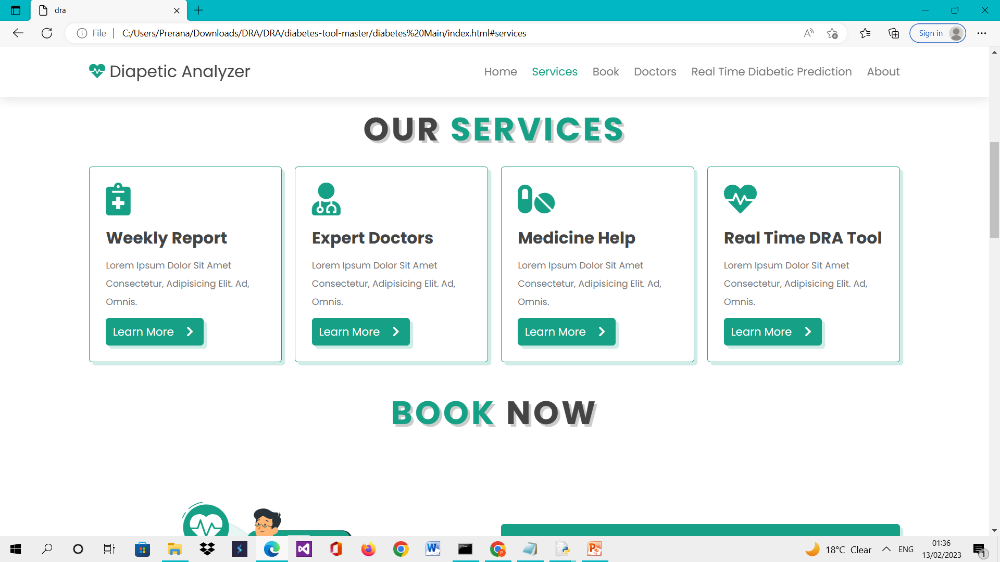 dra
File
C:/Users/Prerana/Downloads/DRA/DRA/diabetes-tool-master/diabetes%20Main/index.html#services
Sign in
Diapetic Analyzer
Home Services Book Doctors Real Time Diabetic Prediction About
OUR SERVICES
Weekly Report
Lorem Ipsum Dolor Sit Amet
Consectetur, Adipisicing Elit. Ad,
Omnis.
Learn More
Expert Doctors
Lorem Ipsum Dolor Sit Amet
Consectetur, Adipisicing Elit. Ad,
Omnis.
Learn More
Medicine Help
Lorem Ipsum Dolor Sit Amet
Consectetur, Adipisicing Elit. Ad,
Omnis.
Learn More
Real Time DRA Tool
Lorem Ipsum Dolor Sit Amet
Consectetur, Adipisicing Elit. Ad,
Omnis.
Learn More
BOOK NOW
18°C Clear
ENG
01:36
13/02/2023
1